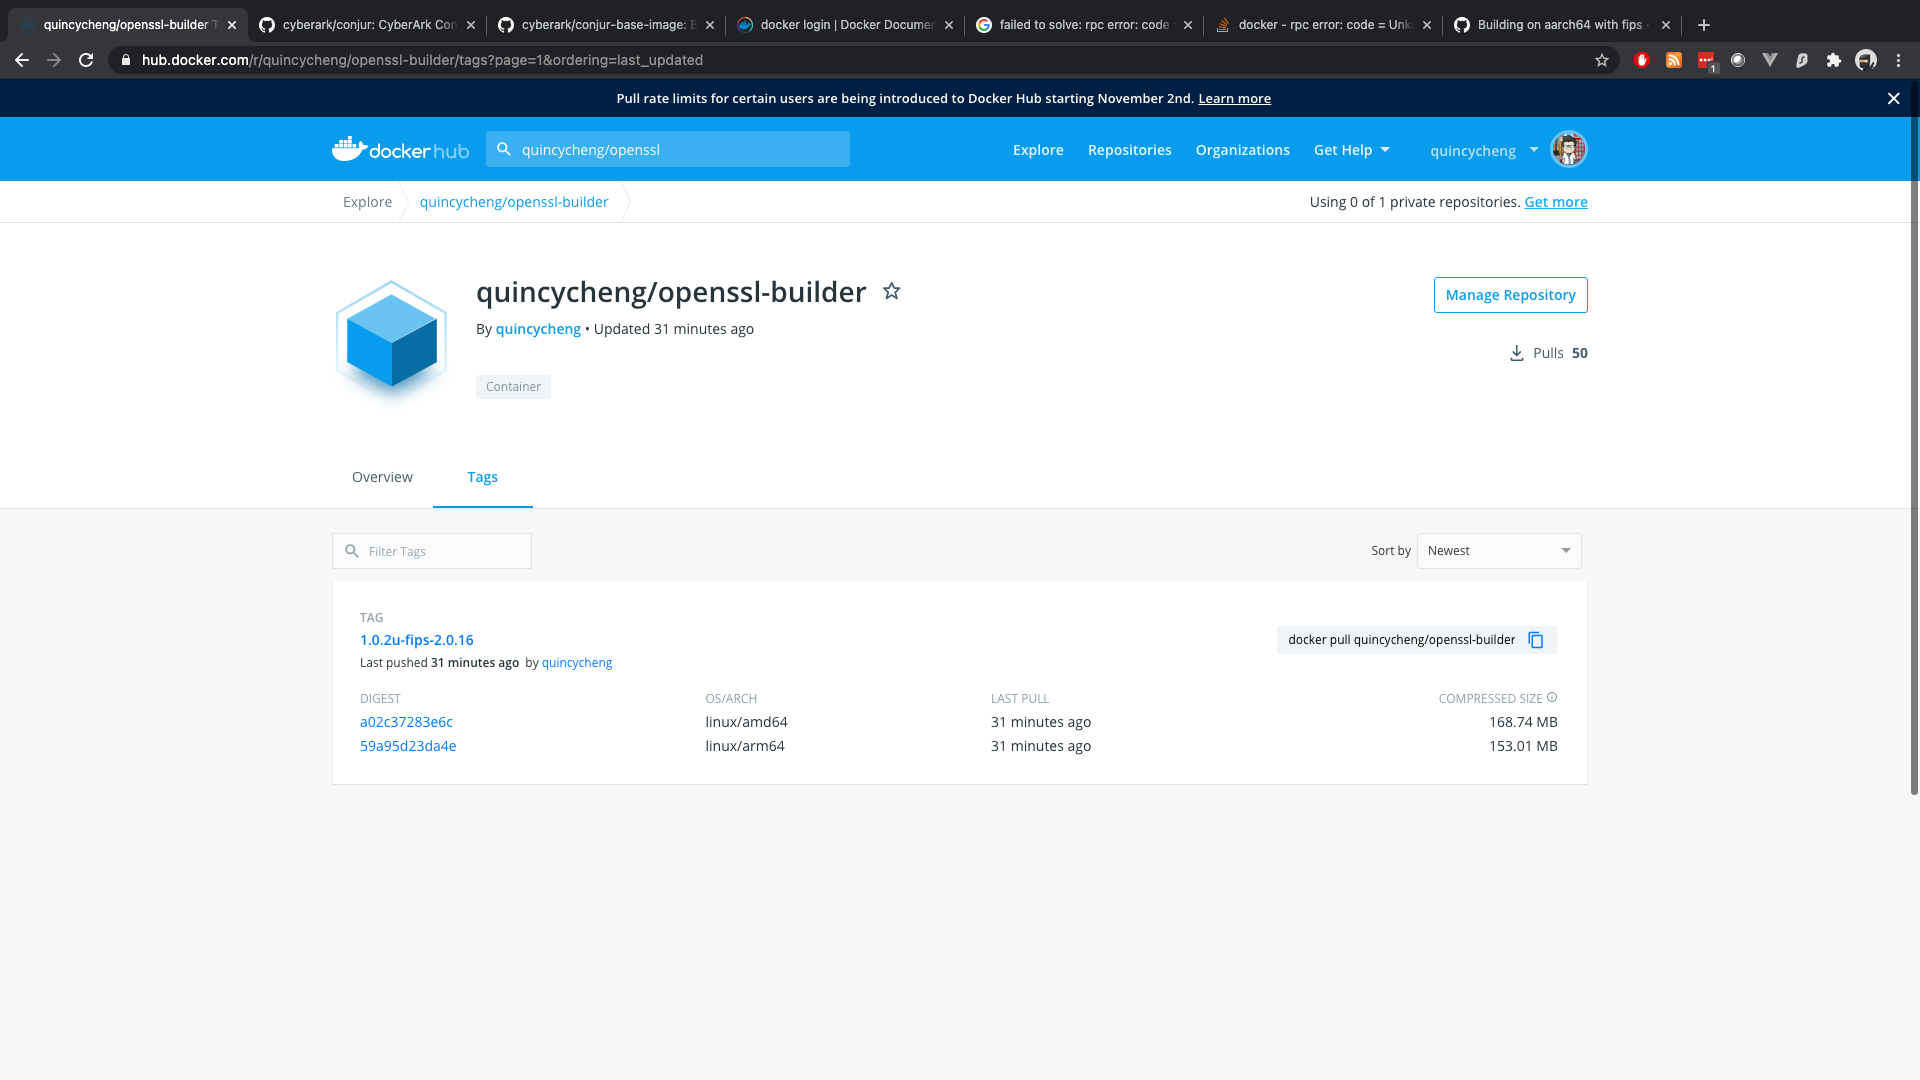 quincycheng/openssl-builder T
cyberark/conjur: CyberArk Con
cyberark/conjur-base-image: B
docker login | Docker Documen
failed to solve: rpc error: code
docker - rpc error: code = Unk
Building on aarch64 with fips
hub.docker.com/r/quincycheng/openssl-builder/tags?page=1&ordering=last_updated
1
Pull rate limits for certain users are being introduced to Docker Hub starting November 2nd. Learn more
docker hub
quincycheng/openssl
Explore
Repositories
Organizations
Get Help
quincycheng
Explore
quincycheng/openssl-builder
Using 0 of 1 private repositories. Get more
quincycheng/openssl-builder
Manage Repository
By quincycheng • Updated 31 minutes ago
Pulls 50
Container
Overview
Tags
Filter Tags
Sort by
Newest
TAG
1.0.2u-fips-2.0.16
docker pull quincycheng/openssl-builder
Last pushed 31 minutes ago by quincycheng
DIGEST OS/ARCH LAST PULL COMPRESSED SIZE
a02c37283e6c linux/amd64 31 minutes ago 168.74 MB
59a95d23da4e linux/arm64 31 minutes ago 153.01 MB